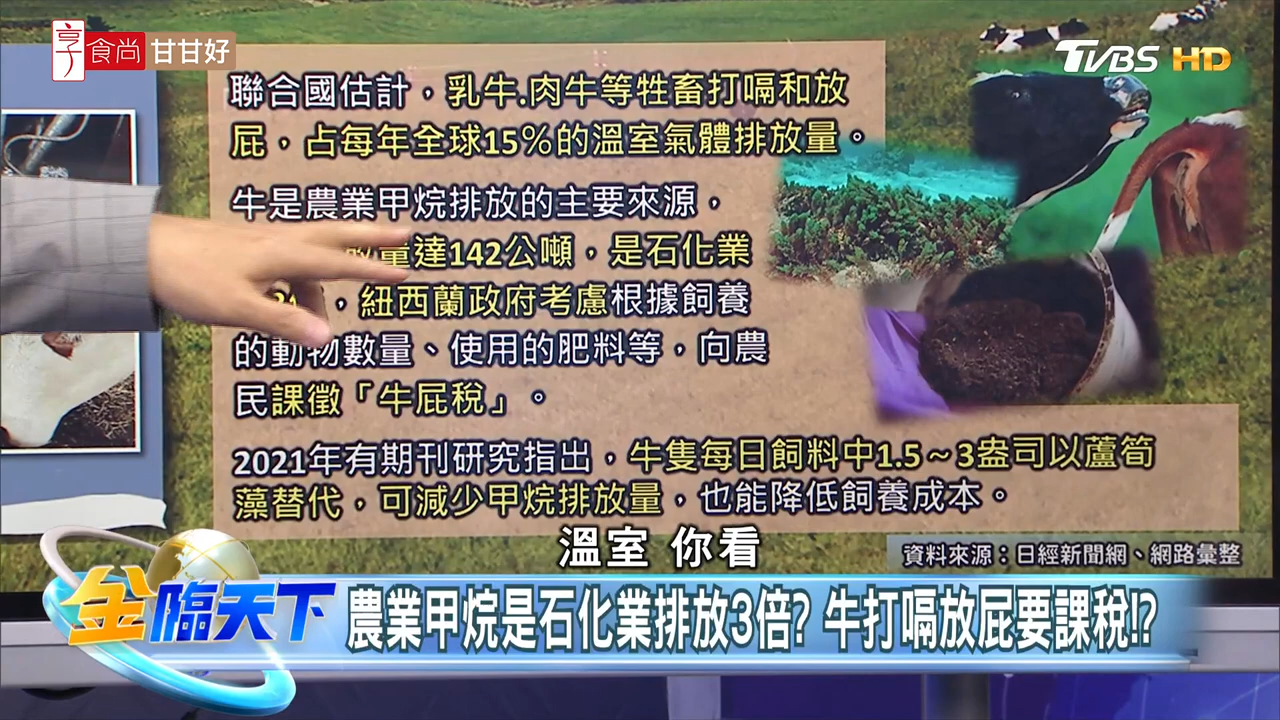 享食尚 甘甘好
TVBS HD
聯合國估計，乳牛.肉牛等牲畜打嗝和放
屁，占每年全球15%的溫室氣體排放量。
牛是農業甲烷排放的主要來源，
數量達142公噸，是石化業
，紐西蘭政府考慮根據飼養
的動物數量、使用的肥料等，向農
民課徵「牛屁稅」。
2021年有期刊研究指出，牛隻每日飼料中1.5～3盎司以蘆筍
藻替代，可減少甲烷排放量，也能降低飼養成本。
溫室 你看
資料來源：日經新聞網、網路彙整
金臨天下
農業甲烷是石化業排放3倍? 牛打嗝放屁要課稅!?